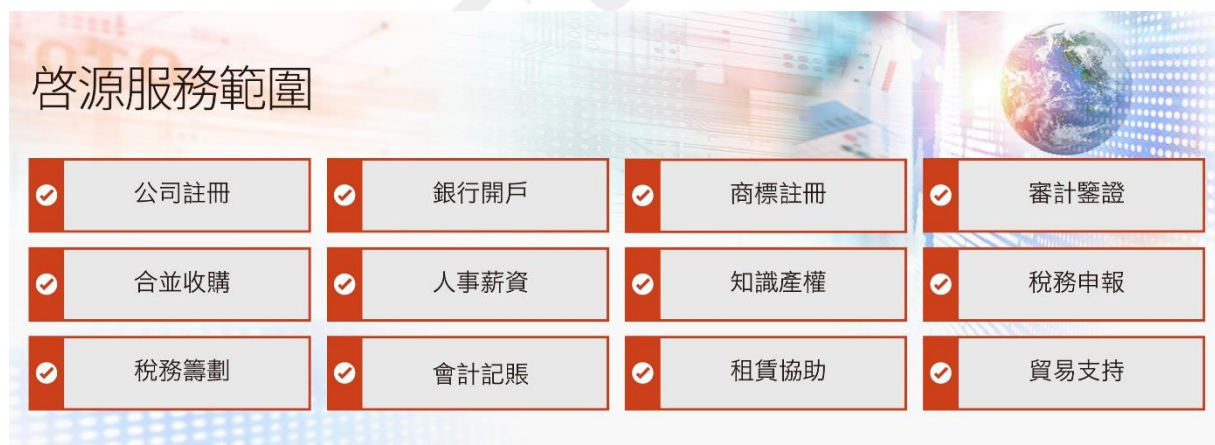 啓源服務範圍
公司註冊
銀行開戶
商標註冊
審計鑒證
合並收購
人事薪資
知識產權
稅務申報
稅務籌劃
會計記賬
租賃協助
貿易支持